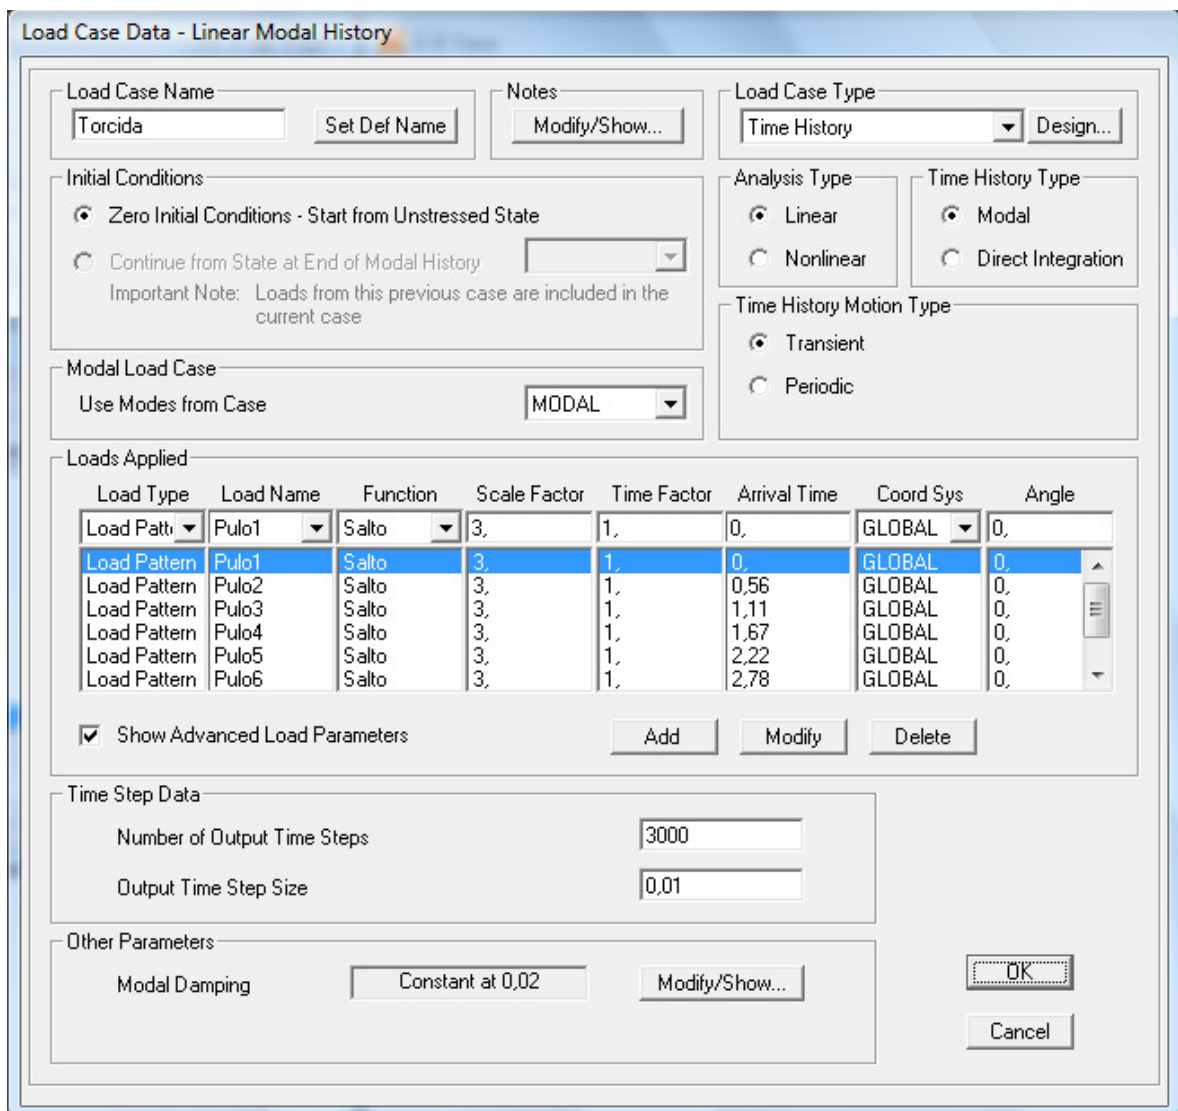 Load Case Data - Linear Modal History
Load Case Name
Torcida
Set Def Name
Notes
Modify/Show...
Load Case Type
Time History
Design...
Initial Conditions
Zero Initial Conditions - Start from Unstressed State
Continue from State at End of Modal History
Important Note: Loads from this previous case are included in the
current case
Analysis Type
Linear
Nonlinear
Time History Type
Modal
Direct Integration
Modal Load Case
Use Modes from Case
MODAL
Time History Motion Type
Transient
Periodic
Loads Applied
Load Type Load Name Function Scale Factor Time Factor Arrival Time Coord Sys Angle
Load Patt Pulo1 Salto 3, 1, 0, GLOBAL 0,
Load Pattern Pulo1 Salto 3, 1, 0, GLOBAL 0,
Load Pattern Pulo2 Salto 3, 1, 0,56 GLOBAL 0,
Load Pattern Pulo3 Salto 3, 1, 1,11 GLOBAL 0,
Load Pattern Pulo4 Salto 3, 1, 1,67 GLOBAL 0,
Load Pattern Pulo5 Salto 3, 1, 2,22 GLOBAL 0,
Load Pattern Pulo6 Salto 3, 1, 2,78 GLOBAL 0,
Show Advanced Load Parameters
Add
Modify
Delete
Time Step Data
Number of Output Time Steps
3000
Output Time Step Size
0,01
Other Parameters
Modal Damping
Constant at 0,02
Modify/Show...
OK
Cancel